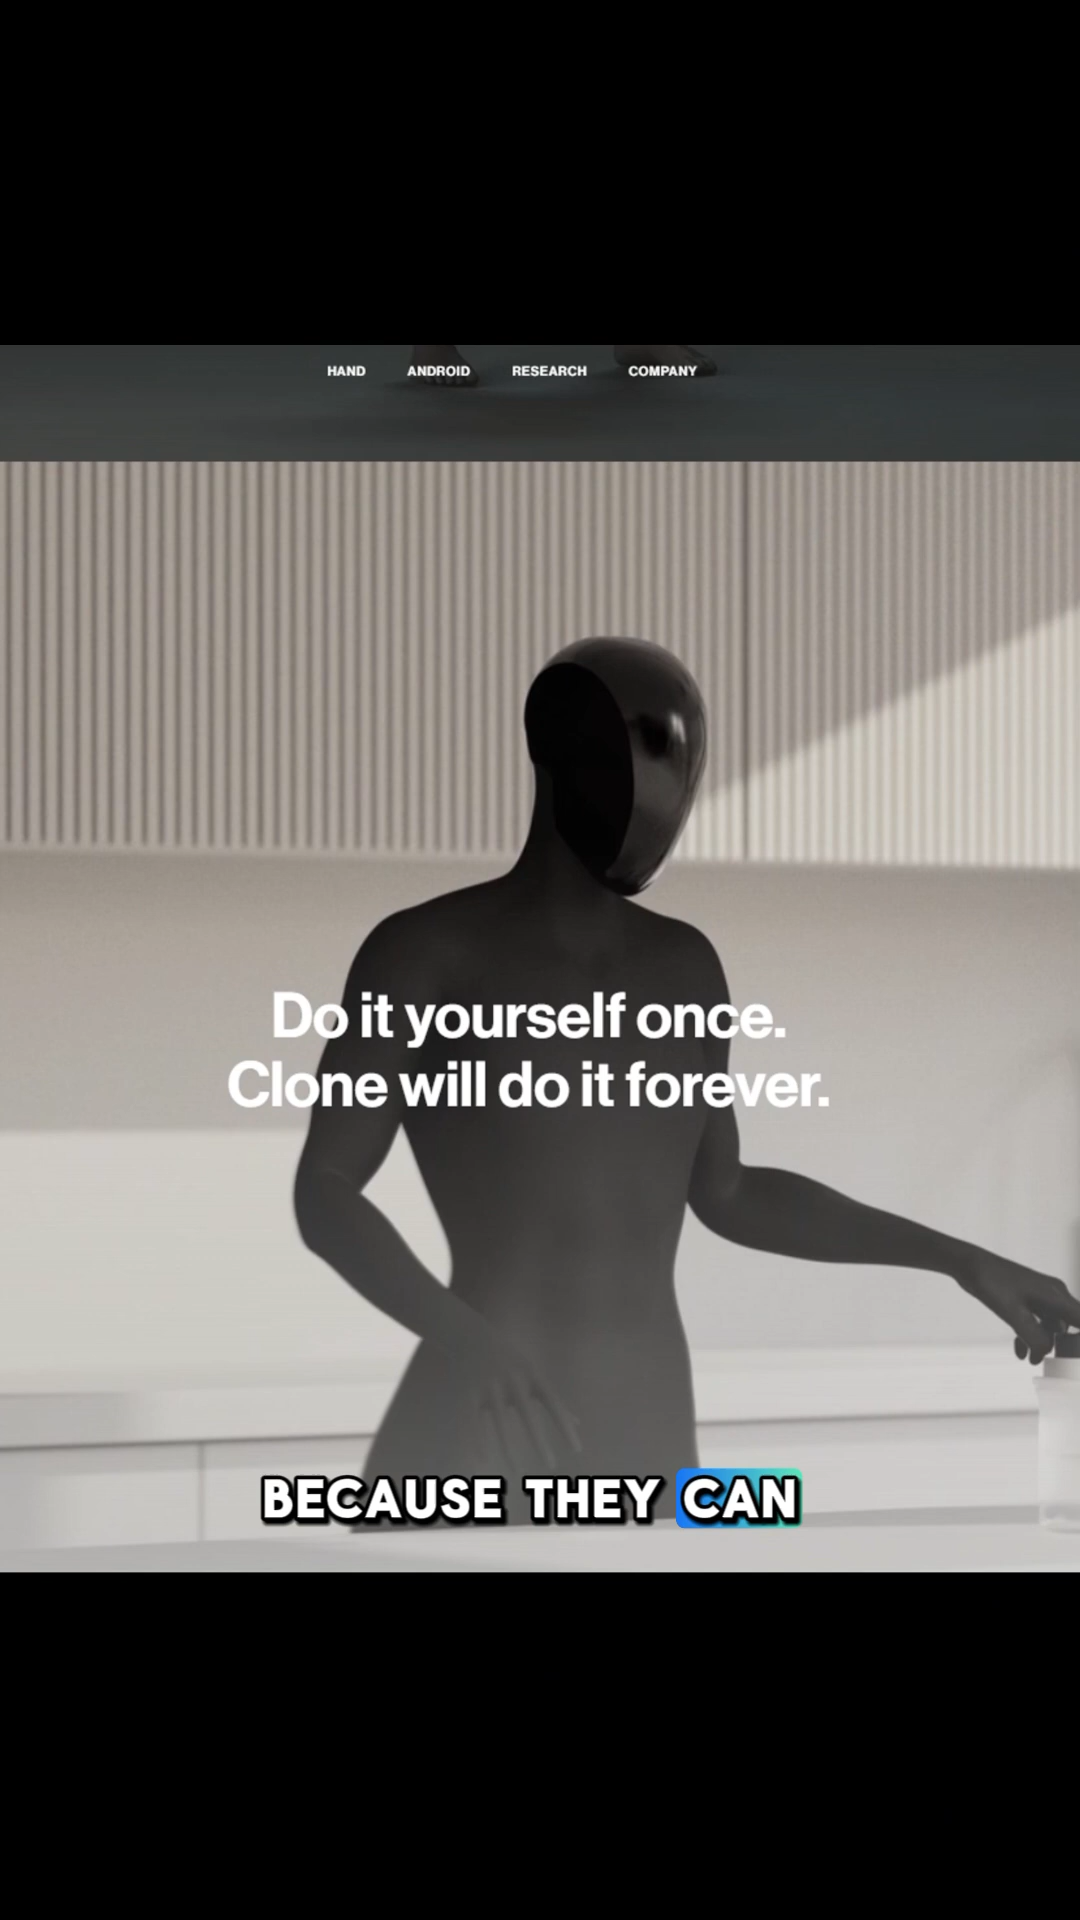 HAND ANDROID RESEARCH COMPANY
Do it yourself once.
Clone will do it forever.
BECAUSE THEY CAN